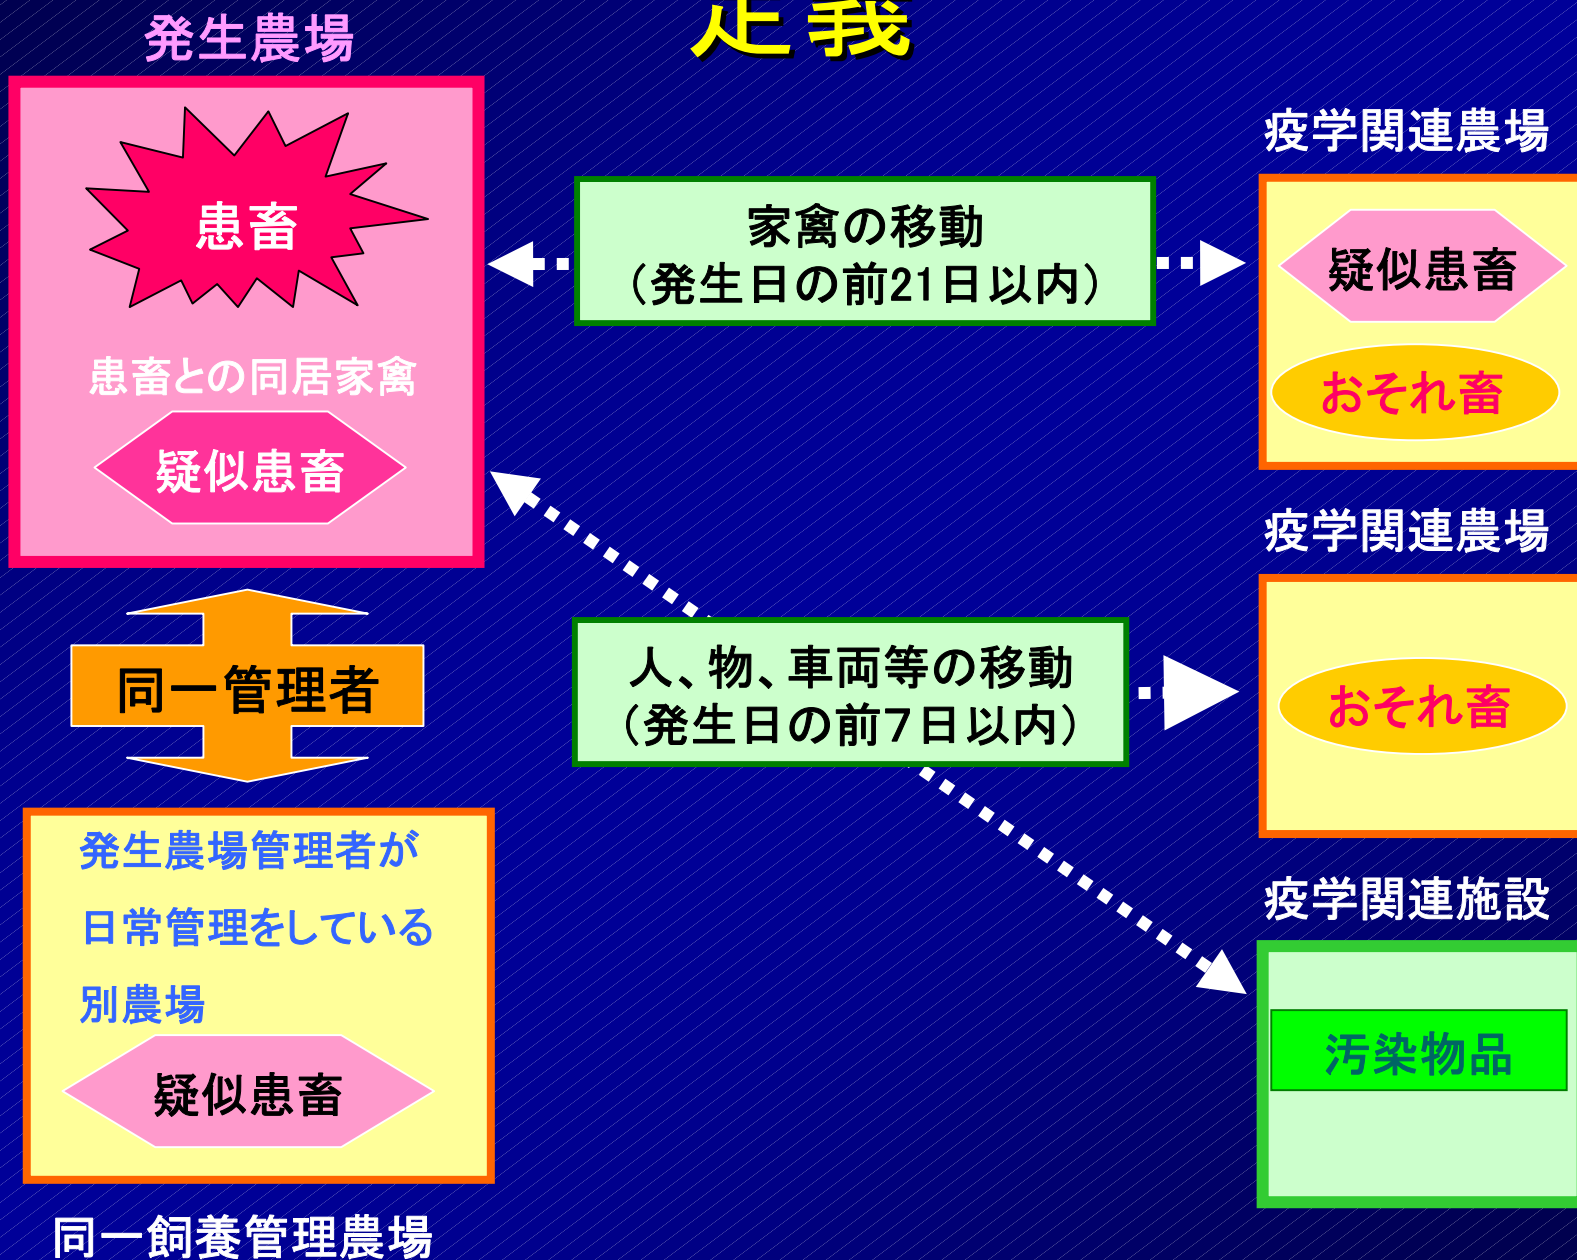 定義
発生農場
患畜
患畜との同居家禽
疑似患畜
同一管理者
発生農場管理者が
日常管理をしている
別農場
疑似患畜
同一飼養管理農場
家禽の移動
（発生日の前21日以内）
人、物、車両等の移動
（発生日の前7日以内）
疫学関連農場
疑似患畜
おそれ畜
疫学関連農場
おそれ畜
疫学関連施設
汚染物品